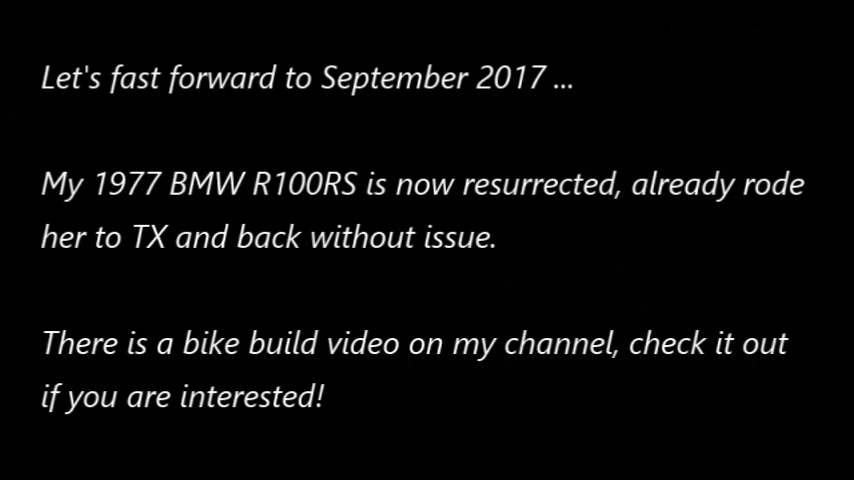 Let's fast forward to September 2017 ...
My 1977 BMW R100RS is now resurrected, already rode
her to TX and back without issue.
There is a bike build video on my channel, check it out
if you are interested!